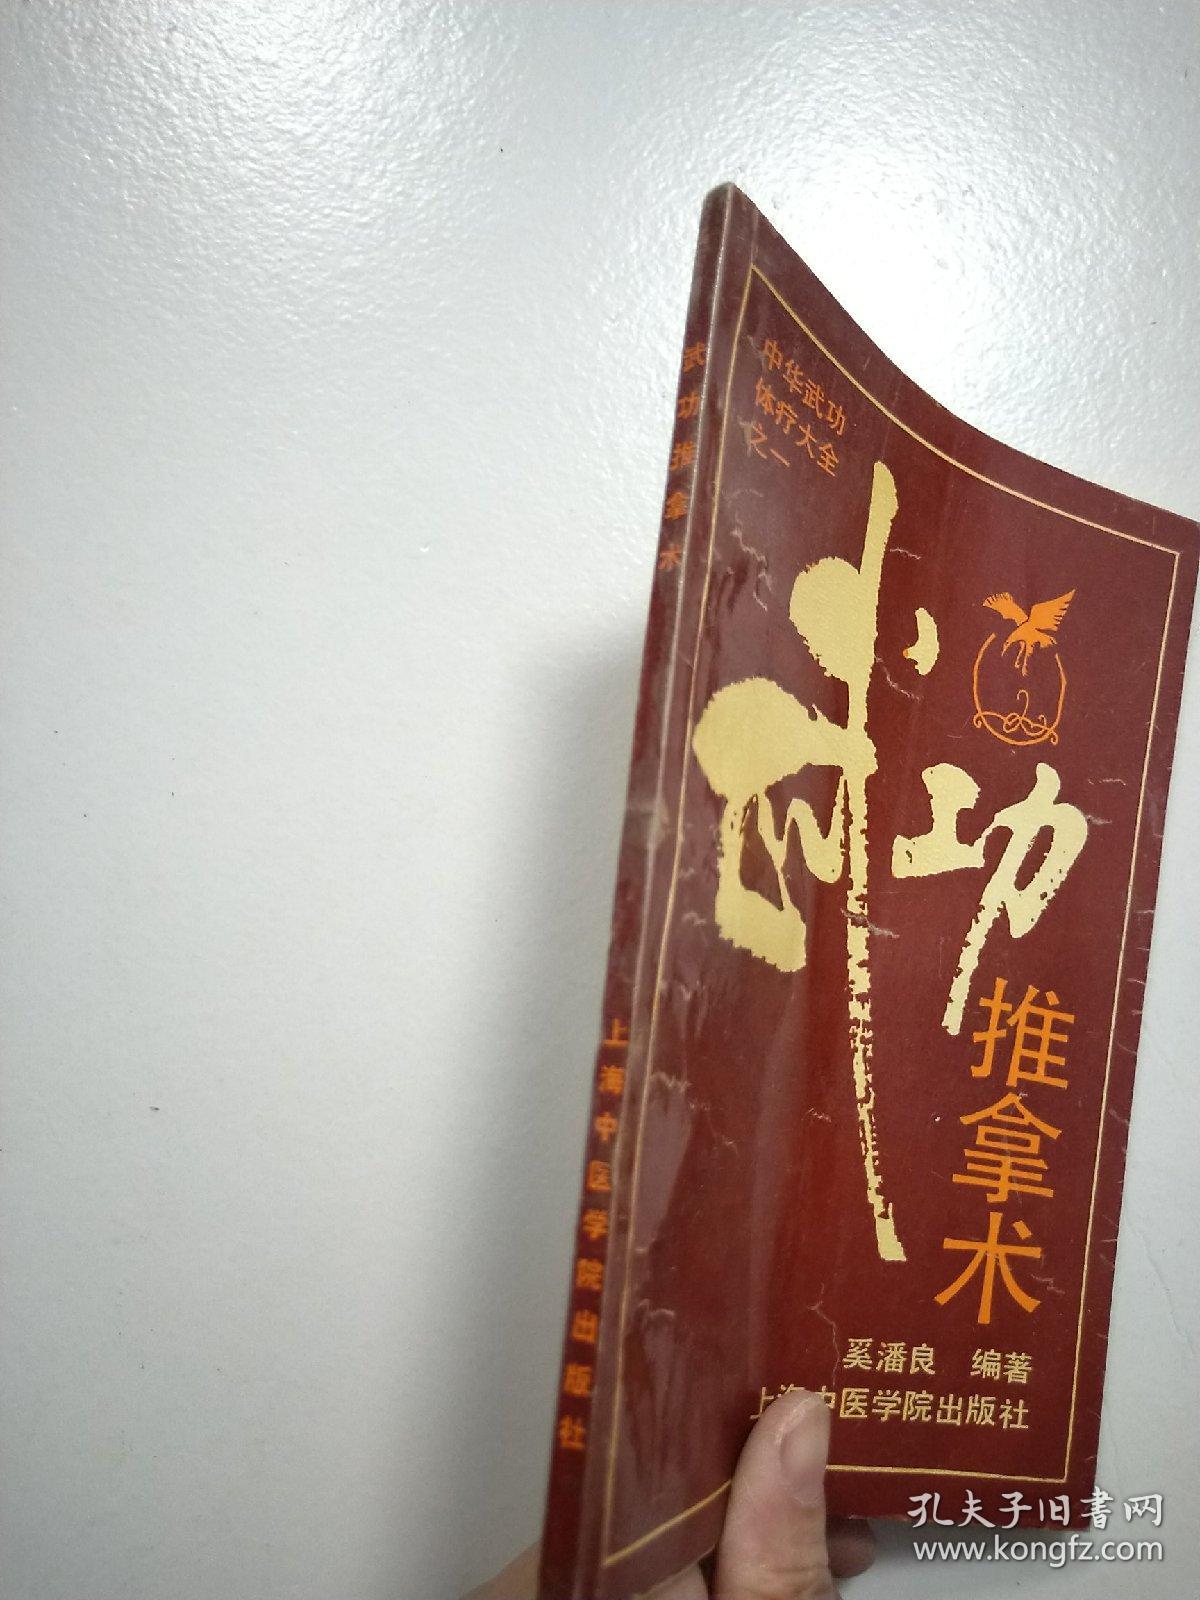 武功推拿术
上海中医学院出版社
中华武功
体疗大全
之一
武功
推拿术
奚潘良 编著
上海中医学院出版社
孔夫子旧书网
www.kongfz.com